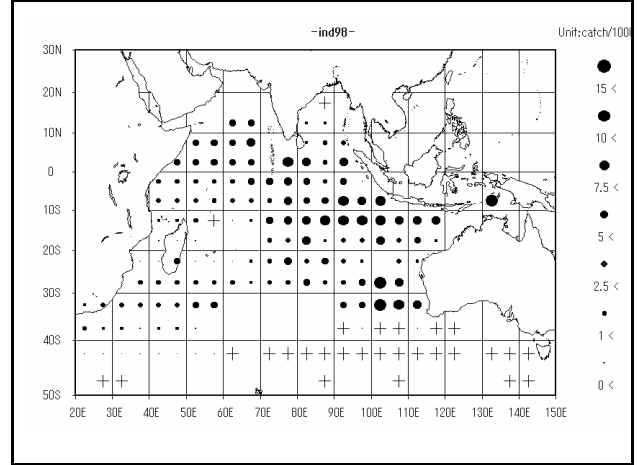 -ind98-
Unit:catch/1000
30N
20N
10N
0
10S
20S
30S
40S
50S
20E 30E 40E 50E 60E 70E 80E 90E 100E 110E 120E 130E 140E 150E
15 <
10 <
7.5 <
5 <
2.5 <
1 <
0 <